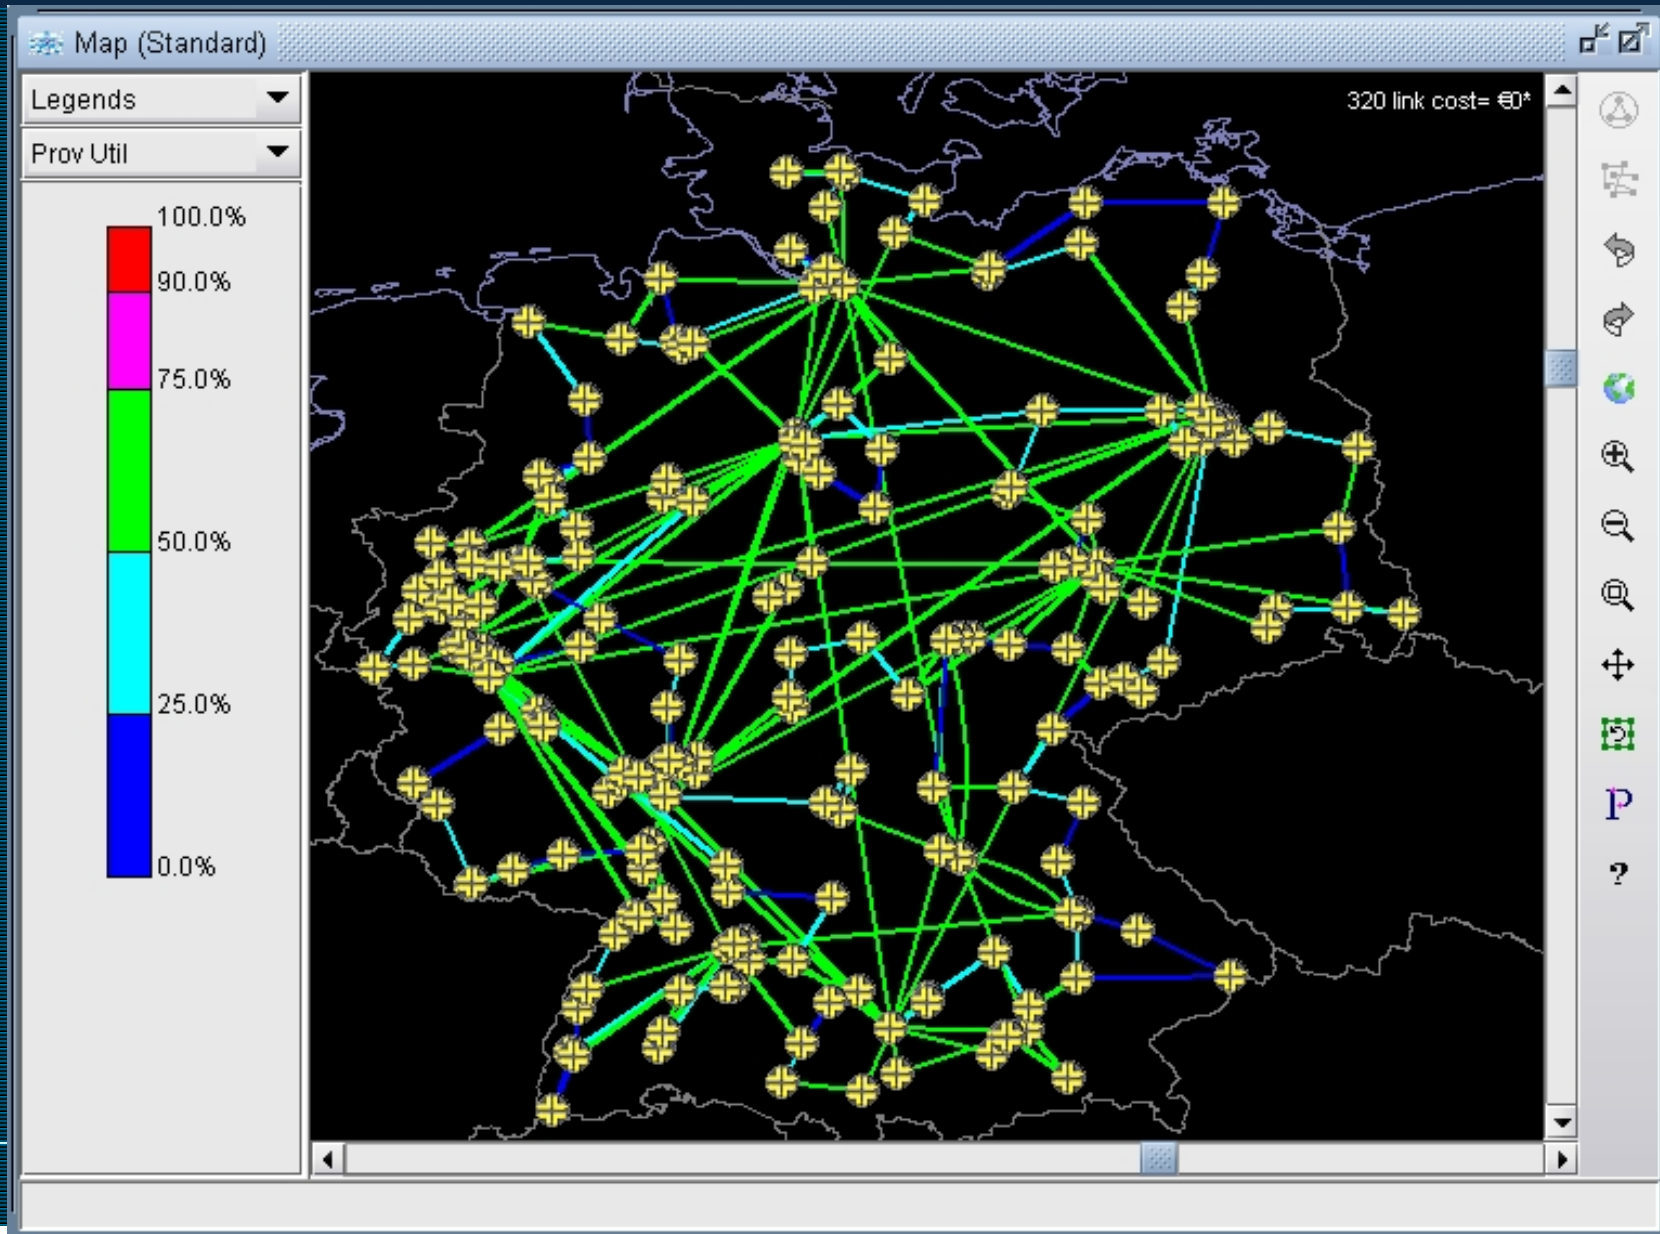 Map (Standard)
Legends
Prov Util
320 link cost= €0*
100.0%
90.0%
75.0%
50.0%
25.0%
0.0%
P
?